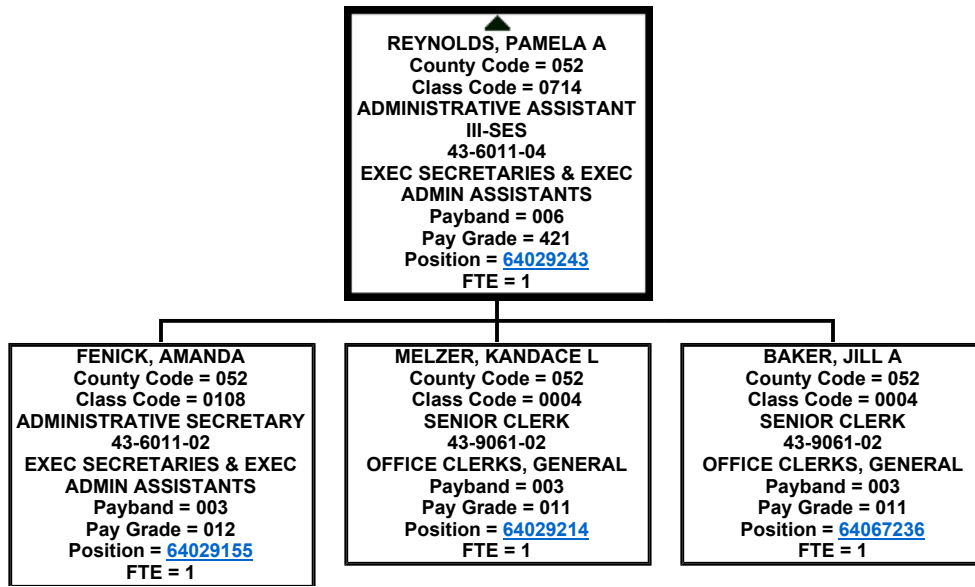 REYNOLDS, PAMELA A
County Code = 052
Class Code = 0714
ADMINISTRATIVE ASSISTANT
III-SES
43-6011-04
EXEC SECRETARIES & EXEC
ADMIN ASSISTANTS
Payband = 006
Pay Grade = 421
Position = 64029243
FTE = 1
FENICK, AMANDA
County Code = 052
Class Code = 0108
ADMINISTRATIVE SECRETARY
43-6011-02
EXEC SECRETARIES & EXEC
ADMIN ASSISTANTS
Payband = 003
Pay Grade = 012
Position = 64029155
FTE = 1
MELZER, KANDACE L
County Code = 052
Class Code = 0004
SENIOR CLERK
43-9061-02
OFFICE CLERKS, GENERAL
Payband = 003
Pay Grade = 011
Position = 64029214
FTE = 1
BAKER, JILL A
County Code = 052
Class Code = 0004
SENIOR CLERK
43-9061-02
OFFICE CLERKS, GENERAL
Payband = 003
Pay Grade = 011
Position = 64067236
FTE = 1